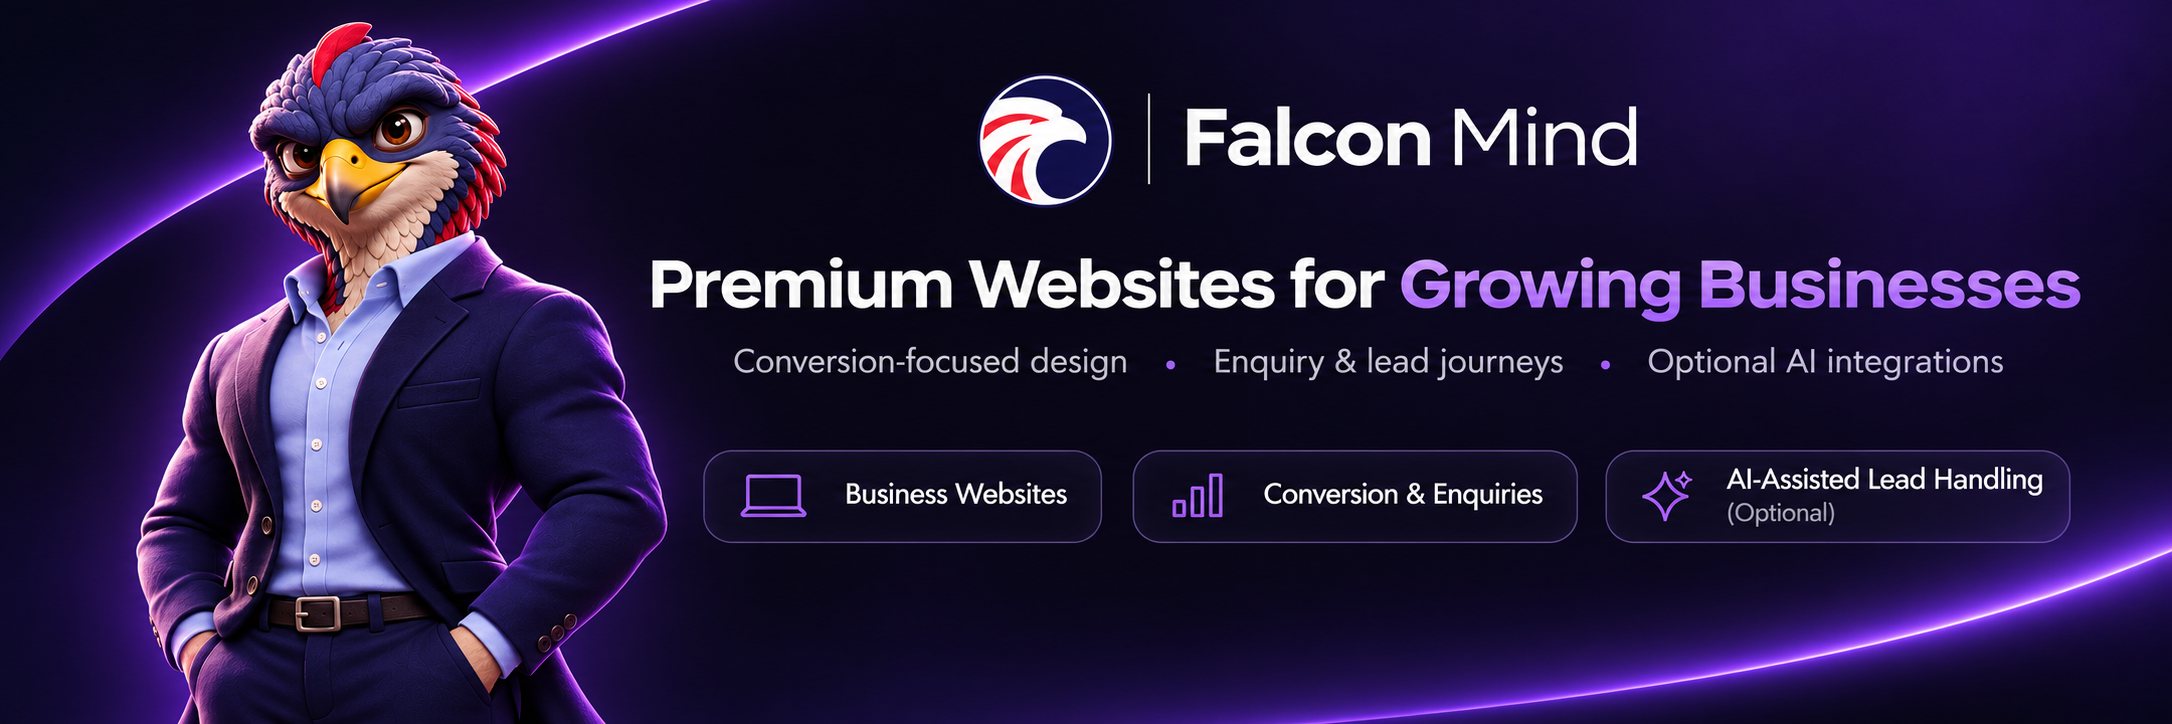 Falcon Mind
Premium Websites for Growing Businesses
Conversion-focused design • Enquiry & lead journeys • Optional AI integrations
Business Websites
Conversion & Enquiries
AI-Assisted Lead Handling
(Optional)